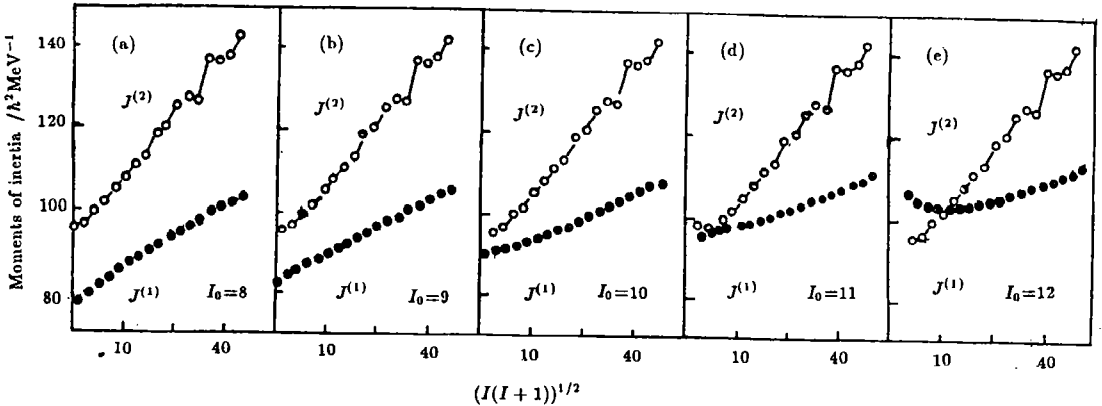 (a) (b) (c) (d) (e)
140
120
100
80
Moments of inertia /ħ²MeV⁻¹
J⁽²⁾ J⁽²⁾ J⁽²⁾ J⁽²⁾ J⁽²⁾
J⁽¹⁾ I₀=8 J⁽¹⁾ I₀=9 J⁽¹⁾ I₀=10 J⁽¹⁾ I₀=11 J⁽¹⁾ I₀=12
10 40 10 40 10 40 10 40 10 40
(I(I+1))^{1/2}